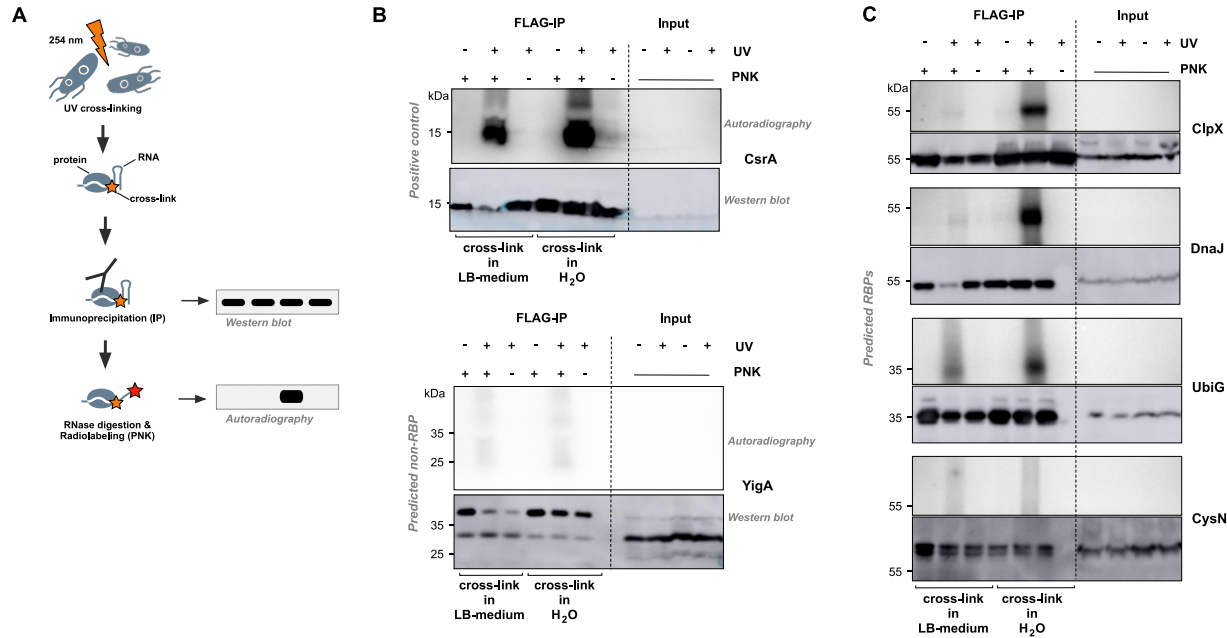 A
254 nm
UV cross-linking
protein
RNA
cross-link
Immunoprecipitation (IP)
Western blot
RNase digestion &
Radiolabeling (PNK)
Autoradiography
B
FLAG-IP
Input
- + + - + + - + - +
UV
+ + - + + -
PNK
kDa
15
Positive control
Autoradiography
CsrA
15
Western blot
cross-link
in
LB-medium
cross-link
in
H2O
FLAG-IP
Input
- + + - + + - + - +
UV
+ + - + + -
PNK
kDa
35
25
Predicted non-RBP
Autoradiography
YigA
35
25
Western blot
cross-link
in
LB-medium
cross-link
in
H2O
C
FLAG-IP
Input
- + + - + + - + - +
UV
+ + - + + -
PNK
Predicted RBPs
55
ClpX
55
55
DnaJ
55
35
UbiG
35
55
CysN
55
cross-link
in
LB-medium
cross-link
in
H2O